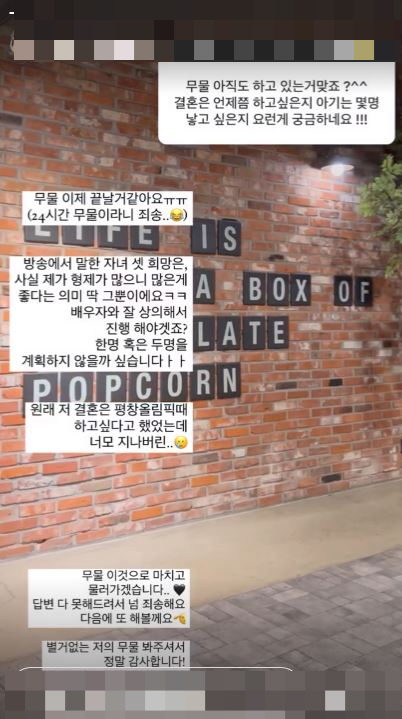 무물 아직도 하고 있는거맞죠 ?^^
결혼은 언제쯤 하고싶은지 아기는 몇명
낳고 싶은지 요런게 궁금하네요 !!!
무물 이제 끝날거같아요ㅠㅠ
(24시간 무물이라니 죄송..😂)
LIFE IS
방송에서 말한 자녀 셋 희망은,
사실 제가 형제가 많으니 많은게
좋다는 의미 딱 그뿐이에요ㅋㅋ
배우자와 잘 상의해서
진행 해야겠죠?
한명 혹은 두명을
계획하지 않을까 싶습니다ㅏㅏ
A BOX OF
LATE
POPCORN
원래 저 결혼은 평창올림픽때
하고싶다고 했었는데
너모 지나버린..🥲
무물 이것으로 마치고
물러가겠습니다.. 🖤
답변 다 못해드려서 넘 죄송해요
다음에 또 해볼께요🫡
별거없는 저의 무물 봐주셔서
정말 감사합니다!